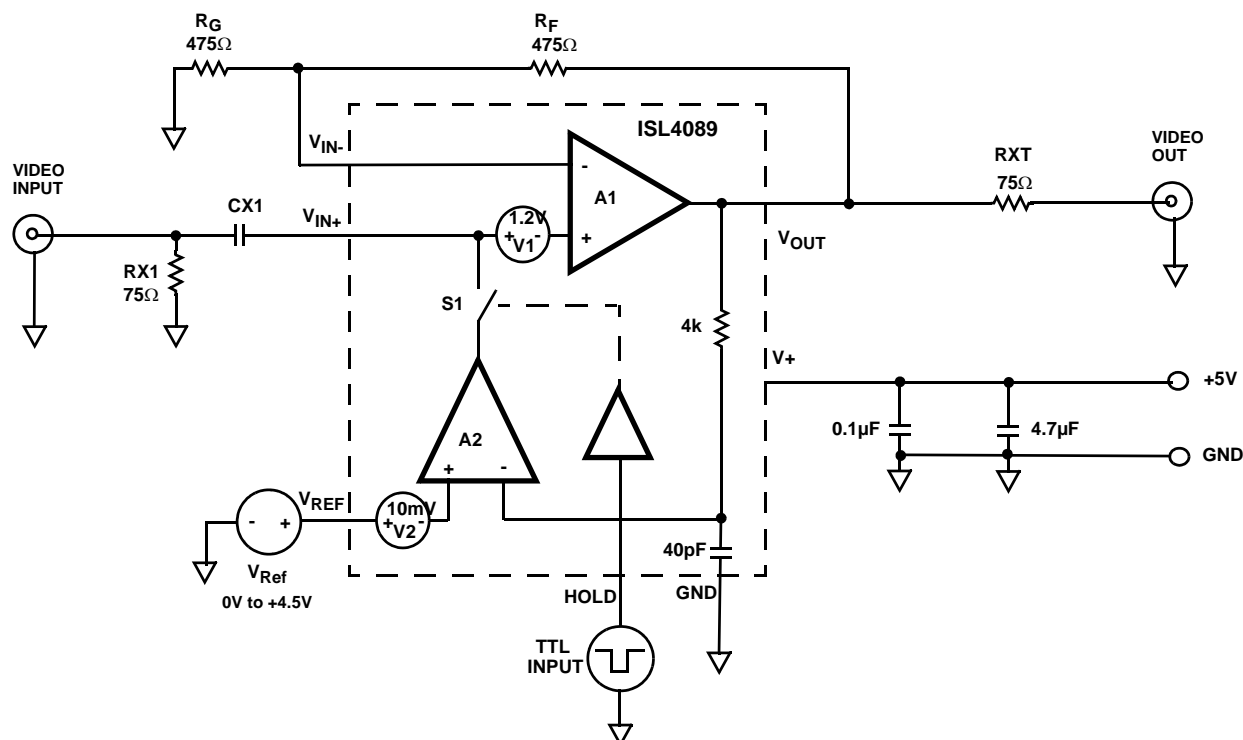 RG
475Ω
RF
475Ω
ISL4089
VIN-
VIDEO
INPUT
VIDEO
OUT
RXT
75Ω
A1
-
+
CX1
VIN+
1.2V
+ -
V1
VOUT
RX1
75Ω
S1
4k
V+
+5V
0.1µF
4.7µF
A2
+ -
GND
VREF
10mV
+ -
V2
- +
40pF
VRef
0V to +4.5V
HOLD
GND
TTL
INPUT